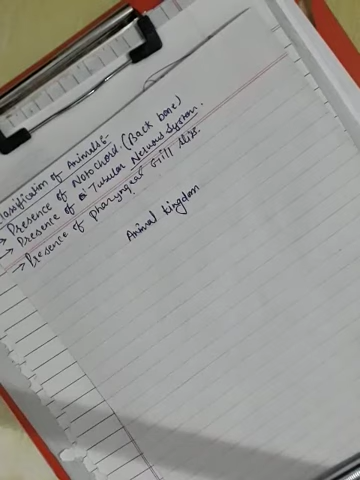 Classification of Animals:-
→ Presence of Notochord. (Back bone)
→ Presence of Tubular Nervous System.
→ Presence of pharyngeal Gill slits.
Animal kingdom